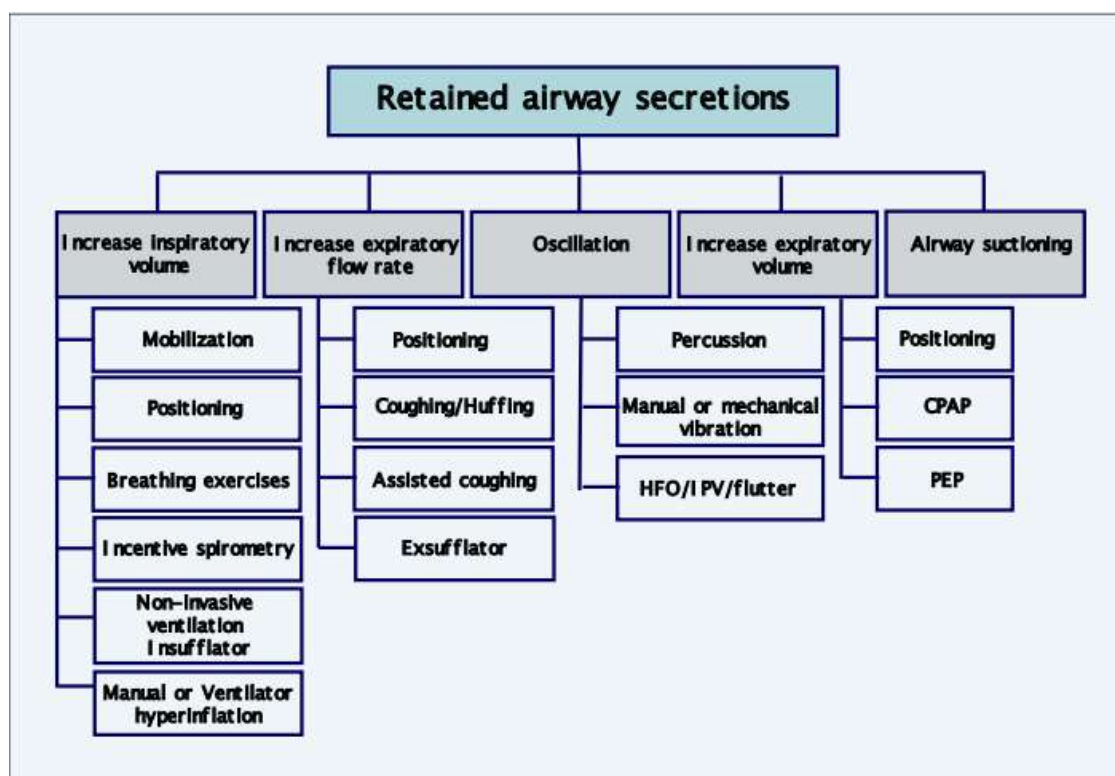 Retained airway secretions
Increase inspiratory
volume
Increase expiratory
flow rate
Oscillation
Increase expiratory
volume
Airway suctioning
Mobilization
Positioning
Breathing exercises
Incentive spirometry
Non-invasive
ventilation
Insufflator
Manual or Ventilator
hyperinflation
Positioning
Coughing/Huffing
Assisted coughing
Exsufflator
Percussion
Manual or mechanical
vibration
HFO/IPV/flutter
Positioning
CPAP
PEP